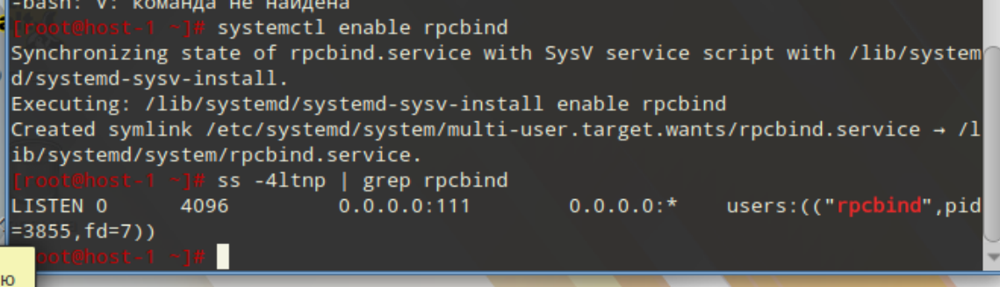 -bash: V: команда не найдена
[root@host-1 ~]# systemctl enable rpcbind
Synchronizing state of rpcbind.service with SysV service script with /lib/system
d/systemd-sysv-install.
Executing: /lib/systemd/systemd-sysv-install enable rpcbind
Created symlink /etc/systemd/system/multi-user.target.wants/rpcbind.service → /l
ib/systemd/system/rpcbind.service.
[root@host-1 ~]# ss -4ltnp | grep rpcbind
LISTEN 0 4096 0.0.0.0:111 0.0.0.0:* users:(("rpcbind",pid
=3855,fd=7))
oot@host-1 ~]#
ю